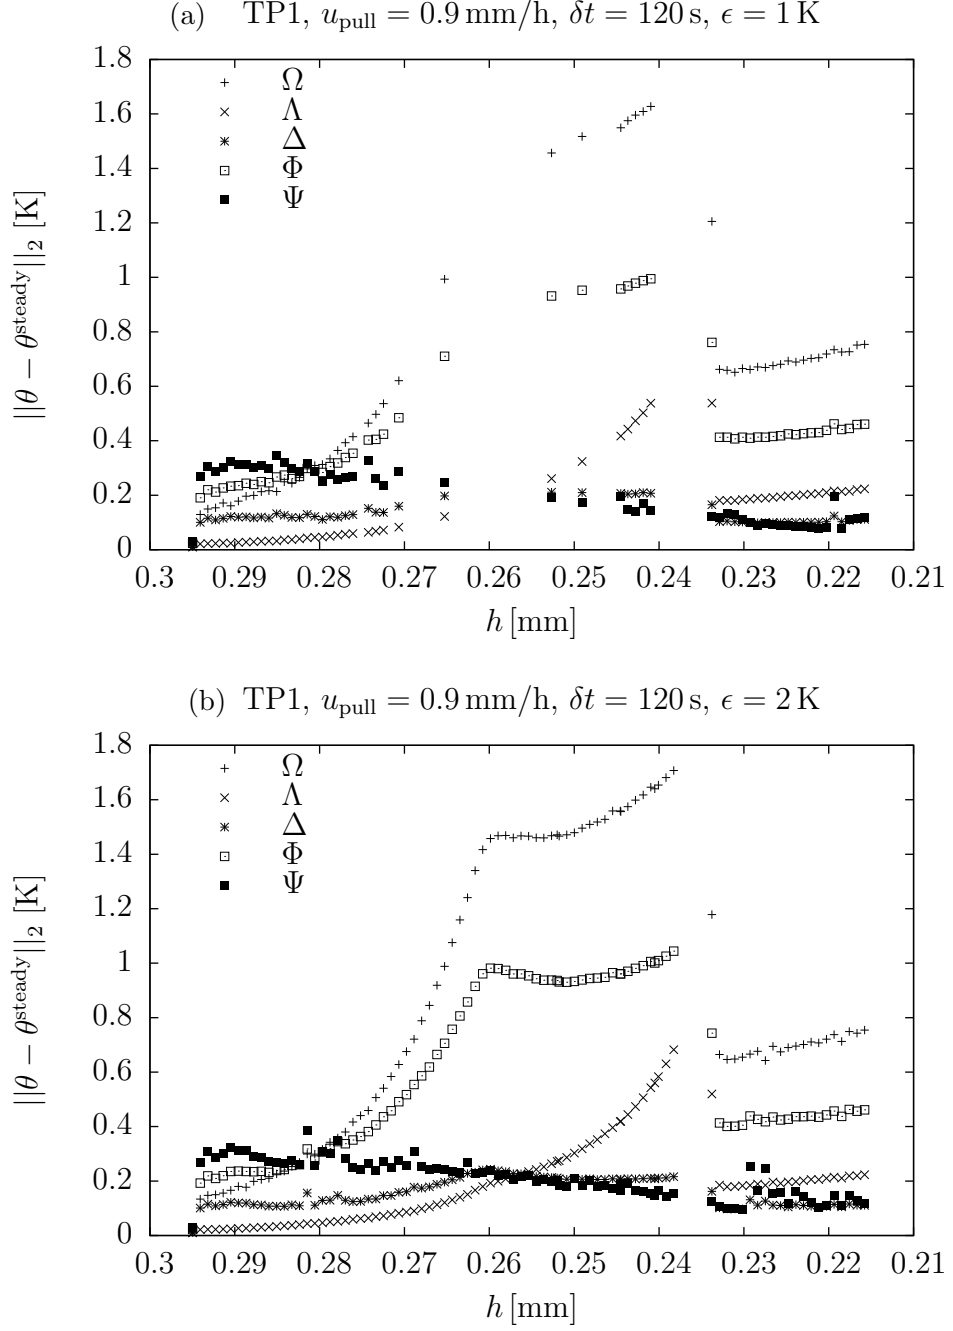 (a) TP1, u_pull = 0.9 mm/h, δt = 120 s, ϵ = 1 K
1.8
1.6
1.4
1.2
1
0.8
0.6
0.4
0.2
0
||θ − θ^steady||_2 [K]
Ω
Λ
Δ
Φ
Ψ
0.3 0.29 0.28 0.27 0.26 0.25 0.24 0.23 0.22 0.21
h [mm]
(b) TP1, u_pull = 0.9 mm/h, δt = 120 s, ϵ = 2 K
1.8
1.6
1.4
1.2
1
0.8
0.6
0.4
0.2
0
||θ − θ^steady||_2 [K]
Ω
Λ
Δ
Φ
Ψ
0.3 0.29 0.28 0.27 0.26 0.25 0.24 0.23 0.22 0.21
h [mm]